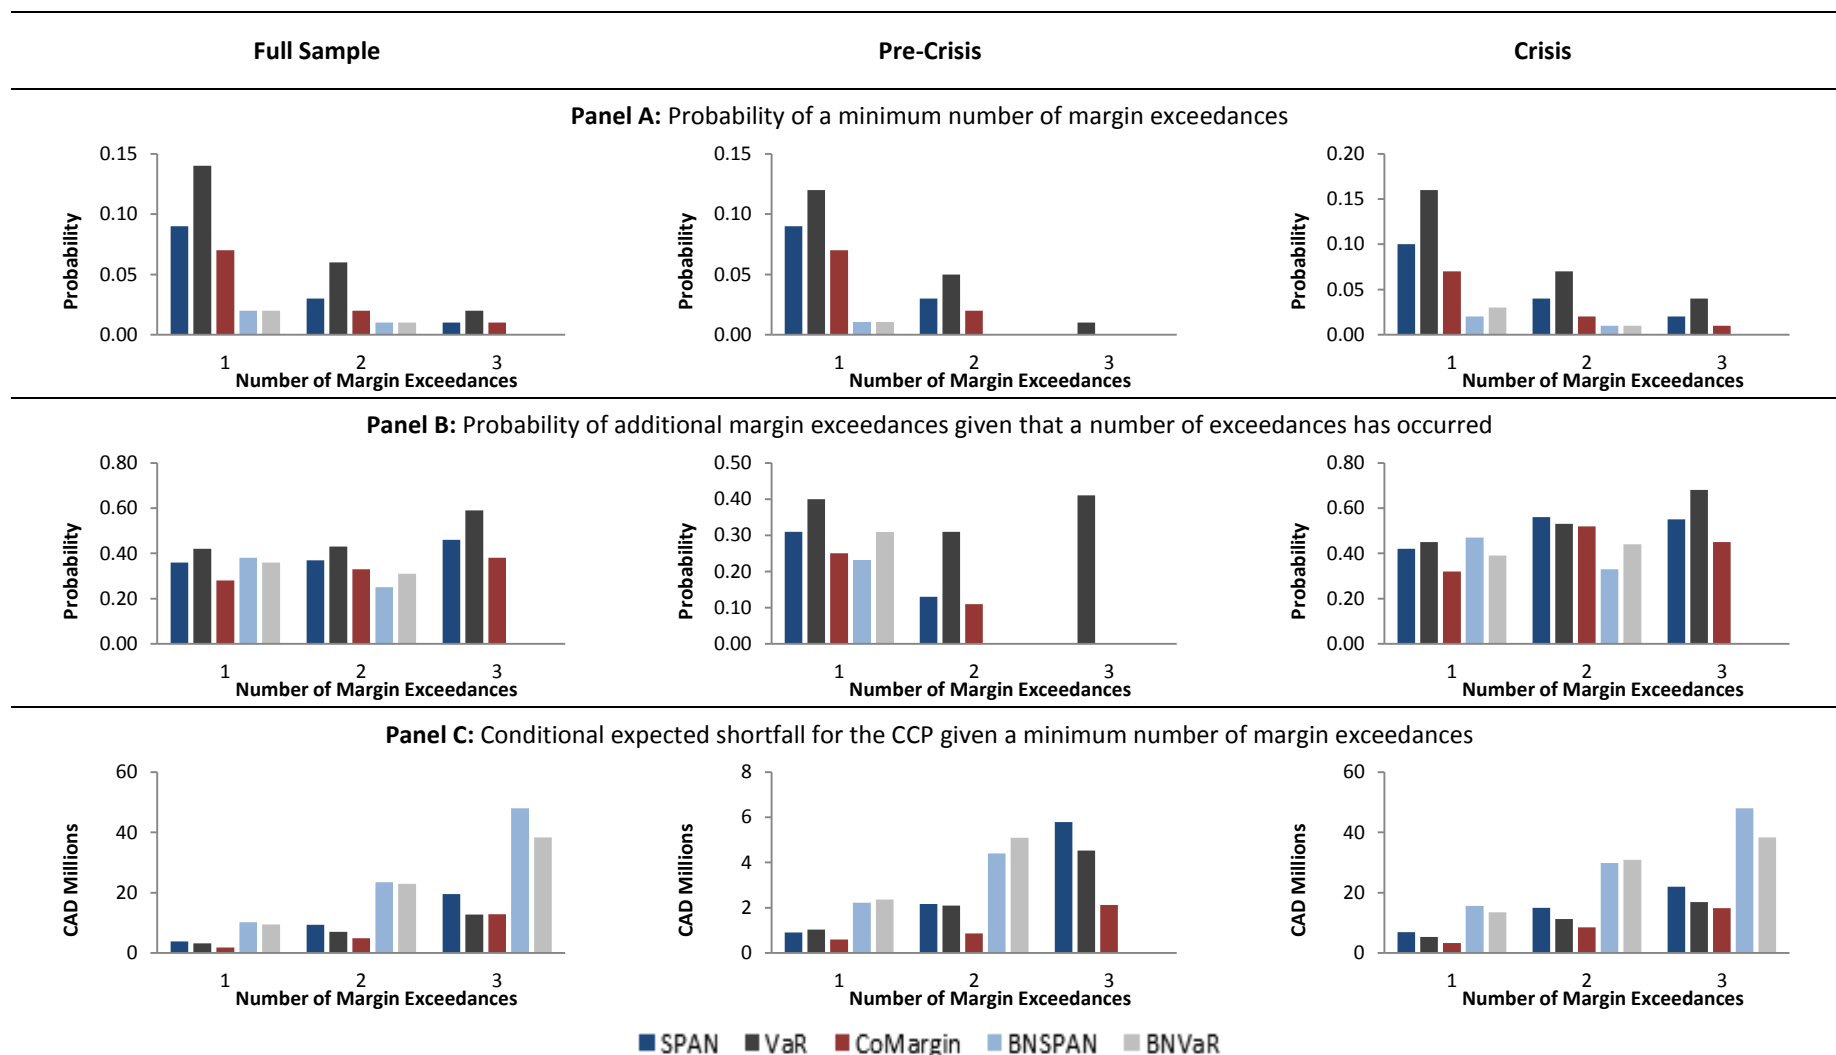 Full Sample Pre-Crisis Crisis
Panel A: Probability of a minimum number of margin exceedances
Probability
0.15
0.10
0.05
0.00
1 2 3
Number of Margin Exceedances
Probability
0.15
0.10
0.05
0.00
1 2 3
Number of Margin Exceedances
Probability
0.20
0.15
0.10
0.05
0.00
1 2 3
Number of Margin Exceedances
Panel B: Probability of additional margin exceedances given that a number of exceedances has occurred
Probability
0.80
0.60
0.40
0.20
0.00
1 2 3
Number of Margin Exceedances
Probability
0.50
0.40
0.30
0.20
0.10
0.00
1 2 3
Number of Margin Exceedances
Probability
0.80
0.60
0.40
0.20
0.00
1 2 3
Number of Margin Exceedances
Panel C: Conditional expected shortfall for the CCP given a minimum number of margin exceedances
CAD Millions
60
40
20
0
1 2 3
Number of Margin Exceedances
CAD Millions
8
6
4
2
0
1 2 3
Number of Margin Exceedances
CAD Millions
60
40
20
0
1 2 3
Number of Margin Exceedances
SPAN VaR CoMargin BNSPAN BNVaR